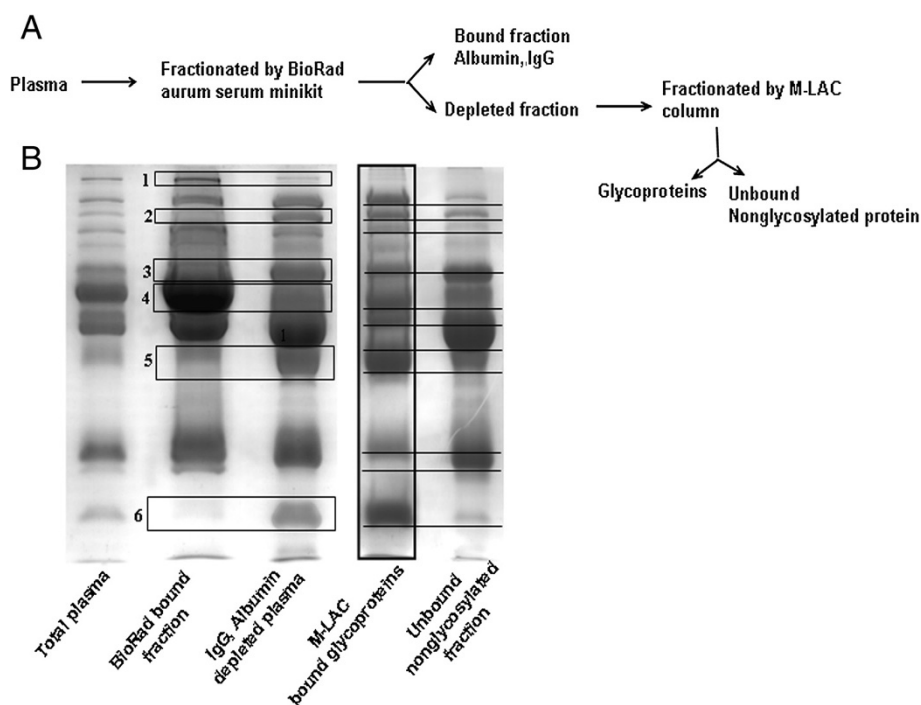 A
Plasma
Fractionated by BioRad
aurum serum minikit
Bound fraction
Albumin,,IgG
Depleted fraction
Fractionated by M-LAC
column
Glycoproteins
Unbound
Nonglycosylated protein
B
1
2
3
4
1
5
6
Total plasma
BioRad bound
fraction
IgG, Albumin
depleted plasma
M-LAC
bound glycoproteins
Unbound
nonglycosylated
fraction